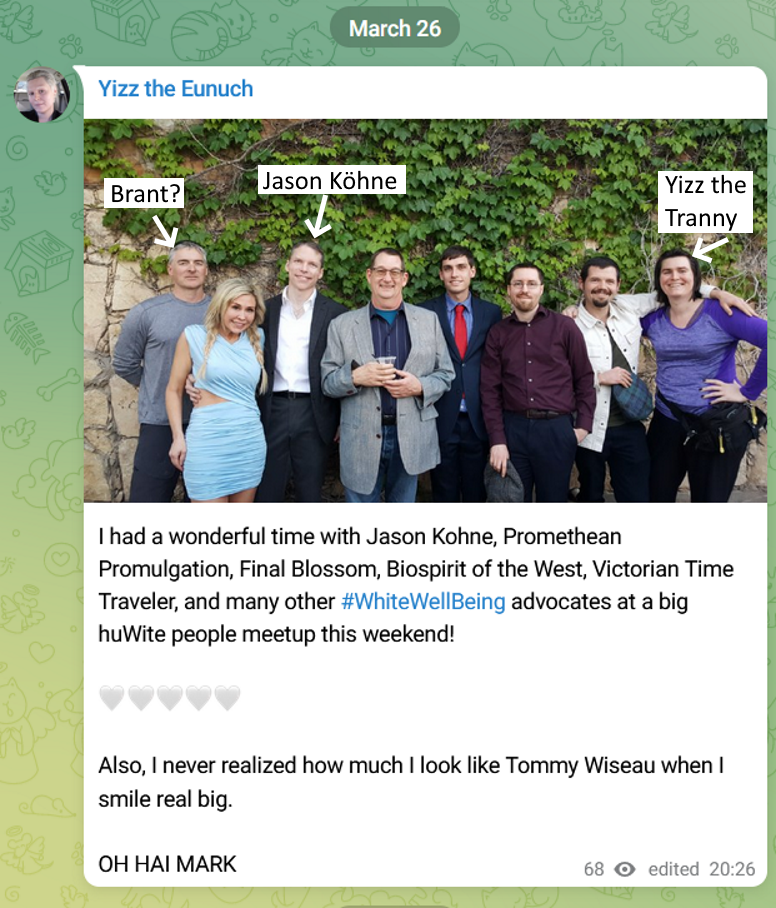 March 26
Yizz the Eunuch
Brant?
Jason Köhne
Yizz the
Tranny
I had a wonderful time with Jason Kohne, Promethean
Promulgation, Final Blossom, Biospirit of the West, Victorian Time
Traveler, and many other #WhiteWellBeing advocates at a big
huWite people meetup this weekend!
🤍🤍🤍🤍🤍
Also, I never realized how much I look like Tommy Wiseau when I
smile real big.
OH HAI MARK
68 edited 20:26